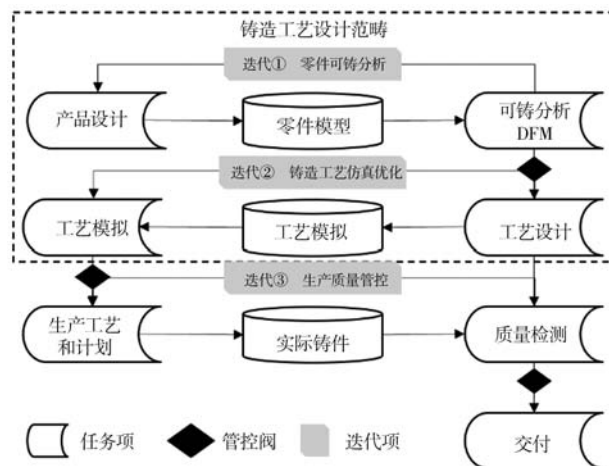 铸造工艺设计范畴
迭代① 零件可铸分析
产品设计
零件模型
可铸分析
DFM
迭代② 铸造工艺仿真优化
工艺模拟
工艺模拟
工艺设计
迭代③ 生产质量管控
生产工艺
和计划
实际铸件
质量检测
任务项
管控阀
迭代项
交付